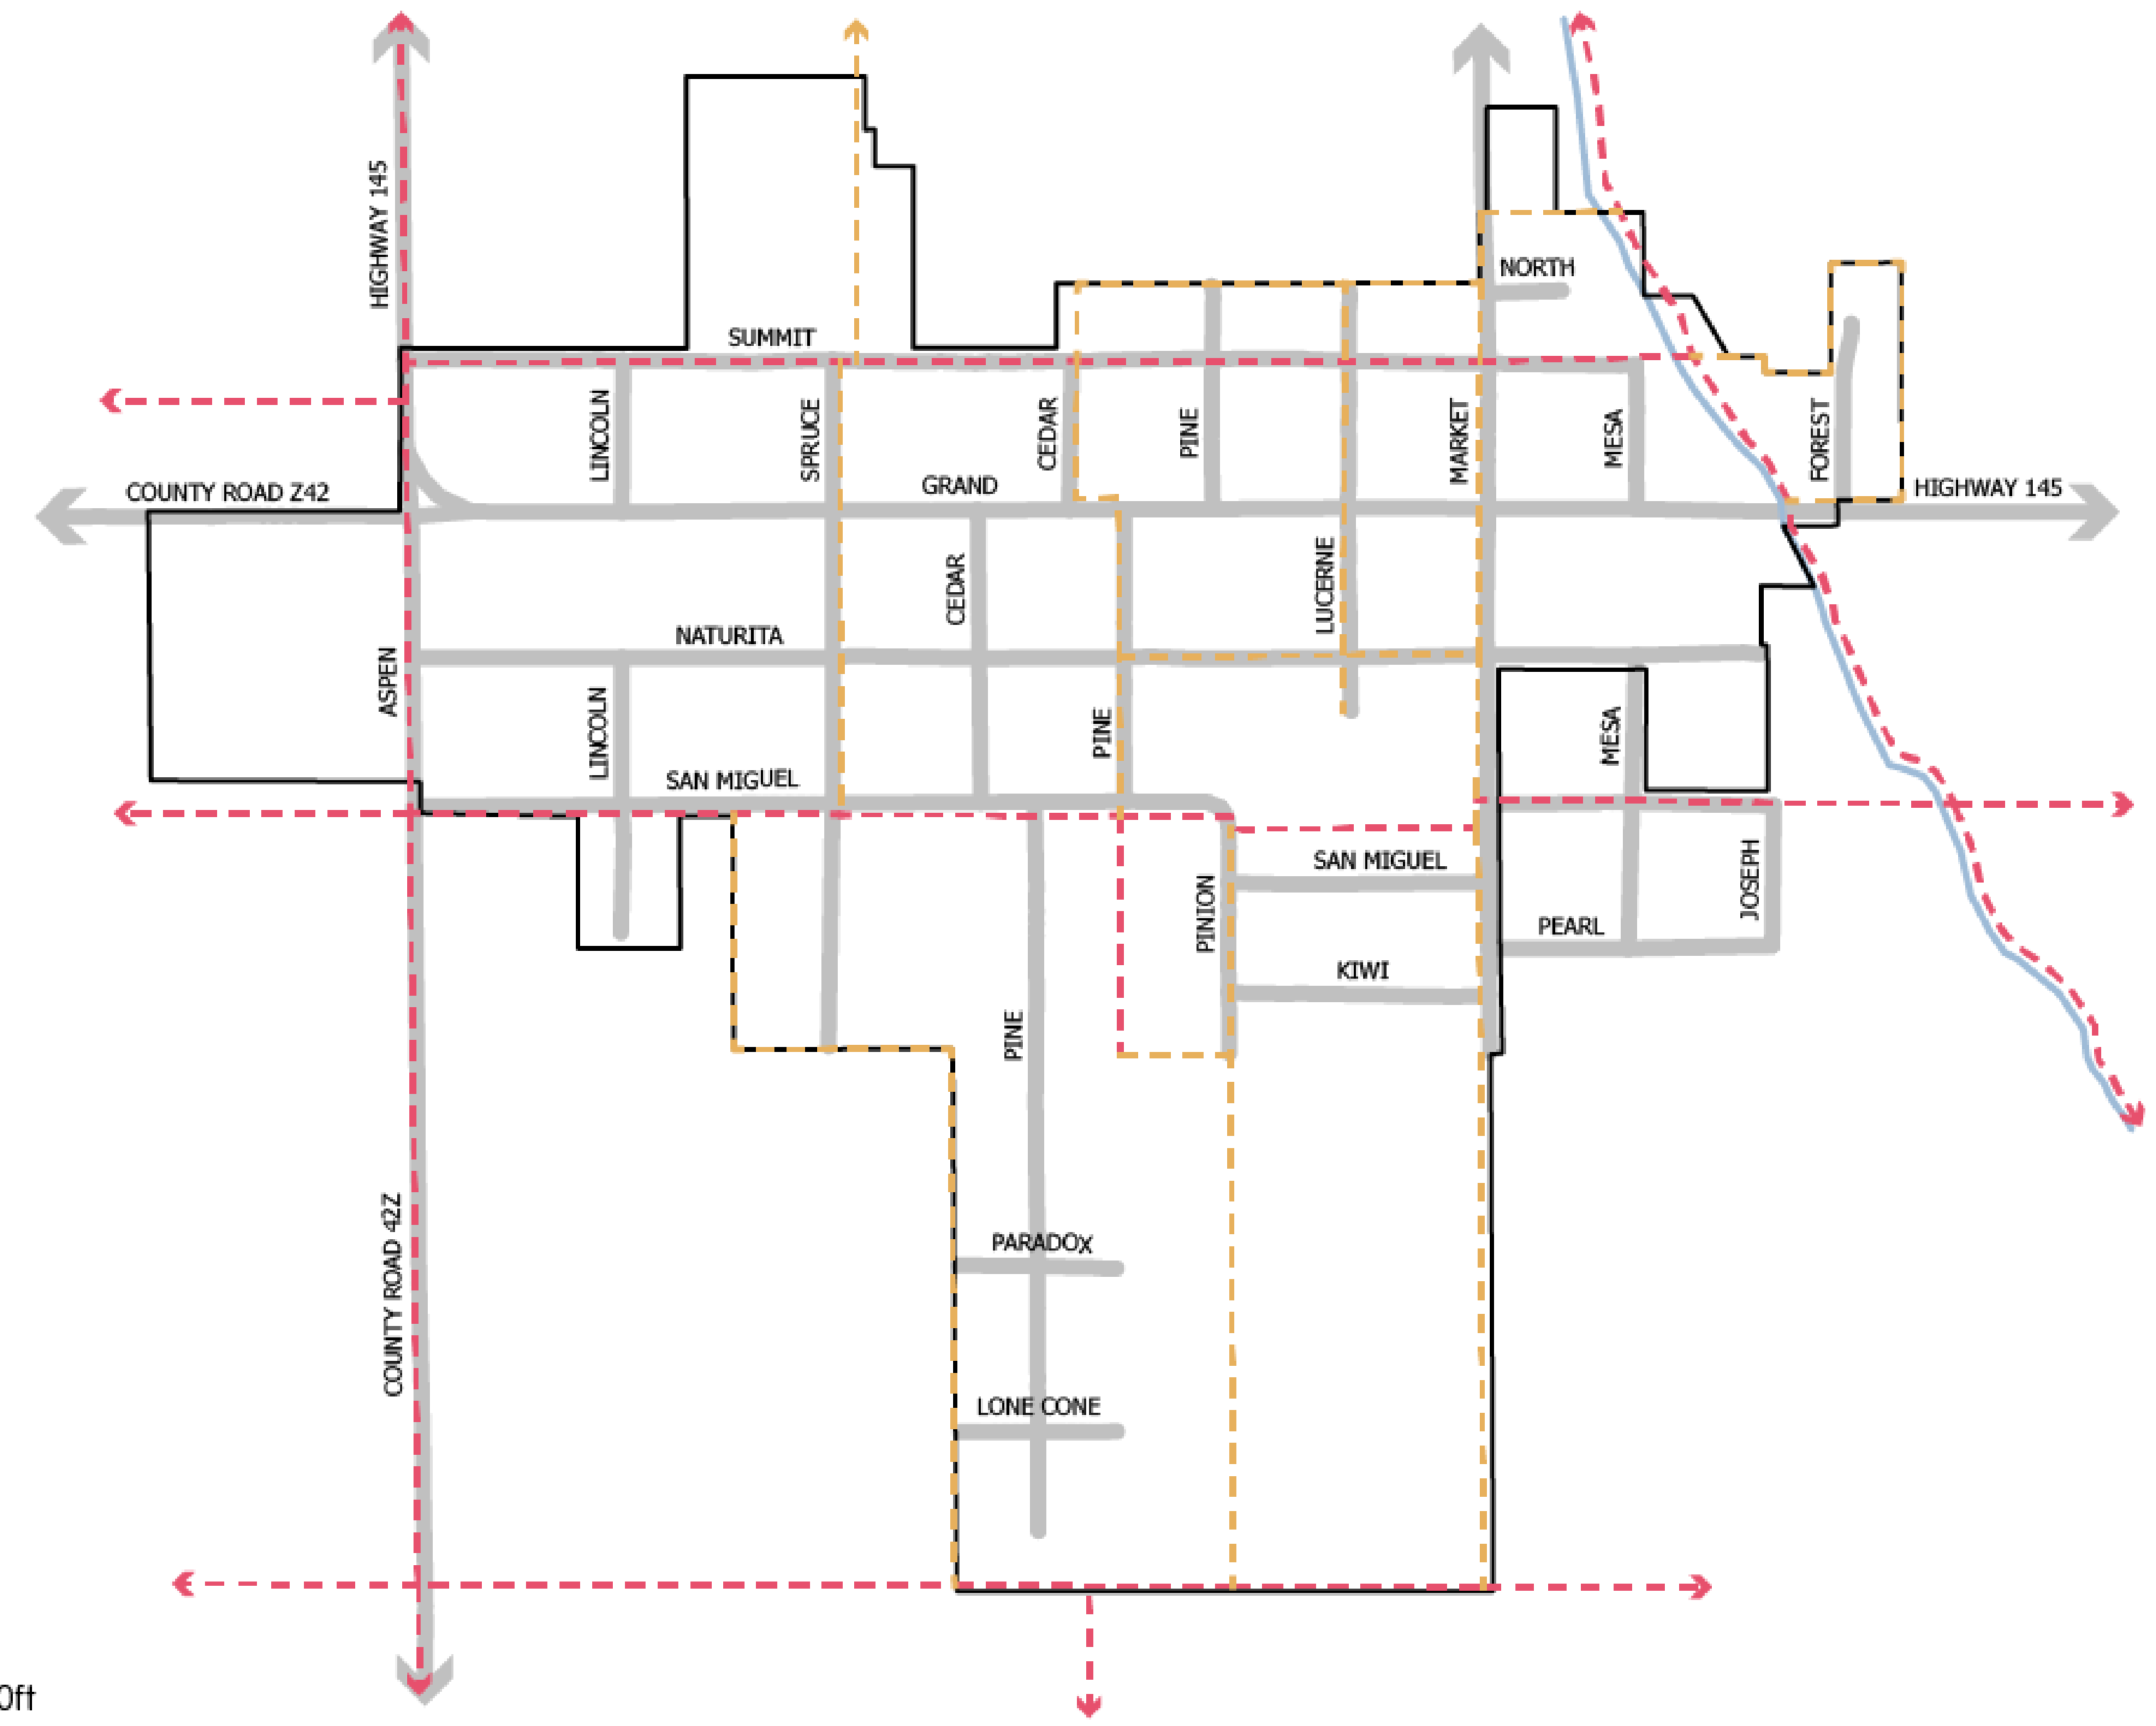 HIGHWAY 145
NORTH
SUMMIT
LINCOLN
SPRUCE
CEDAR
PINE
MARKET
MESA
FOREST
COUNTY ROAD Z42
GRAND
HIGHWAY 145
CEDAR
LUCERNE
NATURITA
ASPEN
LINCOLN
PINE
MESA
SAN MIGUEL
SAN MIGUEL
PINION
JOSEPH
PEARL
KIWI
PINE
COUNTY ROAD 42Z
PARADOX
LONE CONE
0ft